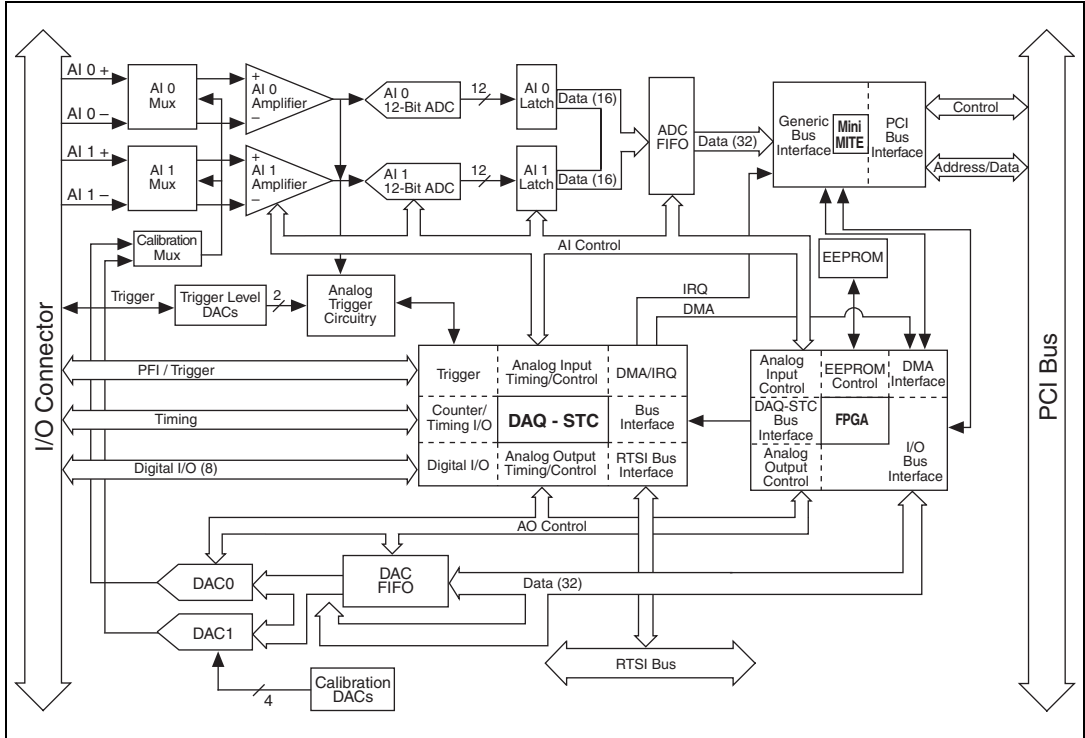 AI 0 +
AI 0 –
AI 1 +
AI 1 –
AI 0
Mux
AI 1
Mux
+
AI 0
Amplifier
–
+
AI 1
Amplifier
–
AI 0
12-Bit ADC
AI 1
12-Bit ADC
12
12
AI 0
Latch
AI 1
Latch
Data (16)
Data (16)
ADC
FIFO
Data (32)
Generic
Bus
Interface
Mini
MITE
PCI
Bus
Interface
Control
Address/Data
Calibration
Mux
AI Control
EEPROM
Trigger
Trigger Level
DACs
2
Analog
Trigger
Circuitry
IRQ
DMA
I/O Connector
PCI Bus
PFI / Trigger
Timing
Digital I/O (8)
Trigger
Analog Input
Timing/Control
DMA/IRQ
Counter/
Timing I/O
DAQ - STC
Bus
Interface
Digital I/O
Analog Output
Timing/Control
RTSI Bus
Interface
Analog
Input
Control
EEPROM
Control
DMA
Interface
DAQ-STC
Bus
Interface
FPGA
Analog
Output
Control
I/O
Bus
Interface
AO Control
DAC0
DAC
FIFO
Data (32)
DAC1
RTSI Bus
Calibration
DACs
4